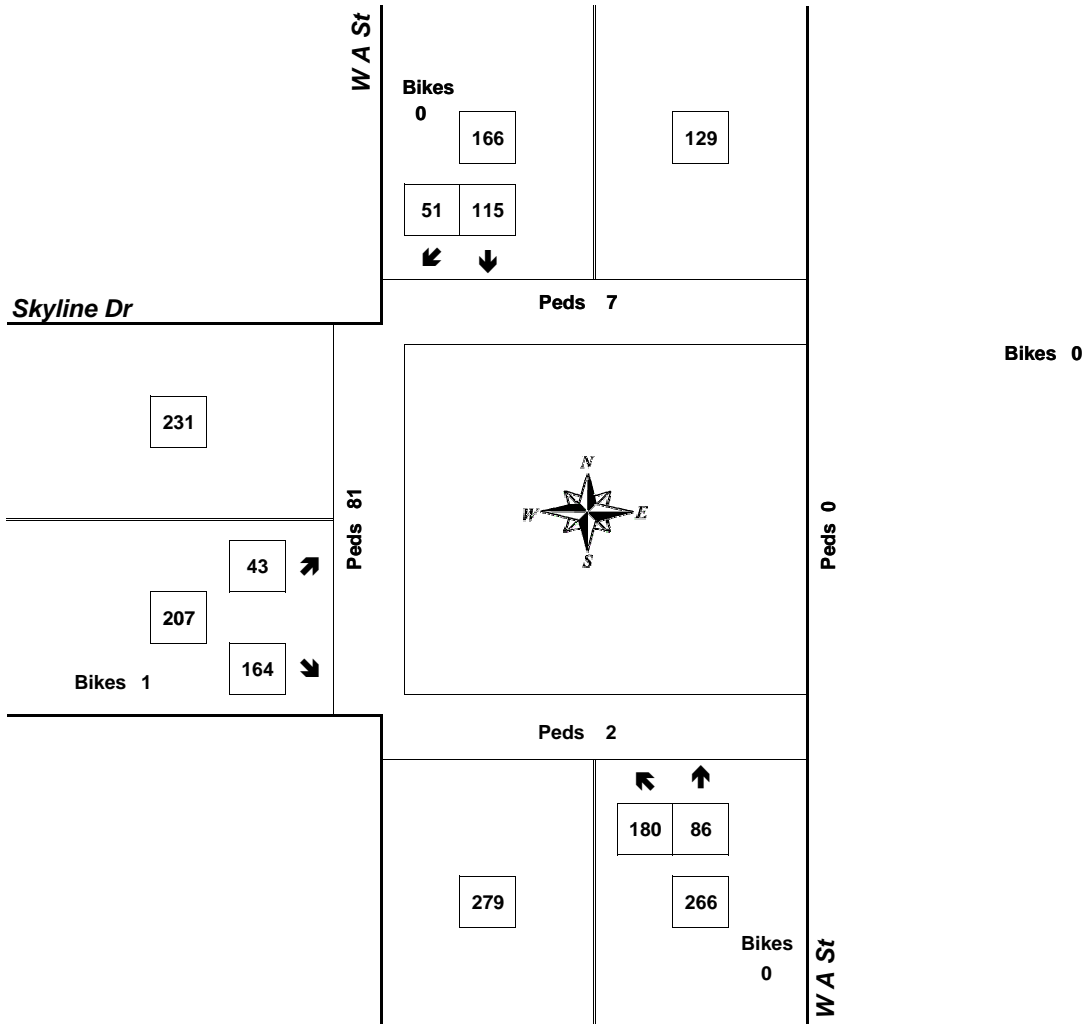 W A St
Bikes
0
166
129
51 115
Peds 7
Skyline Dr
Bikes 0
231
N
W E
S
Peds 81
Peds 0
43
207
164
Bikes 1
Peds 2
180 86
279
266
Bikes
0
W A St